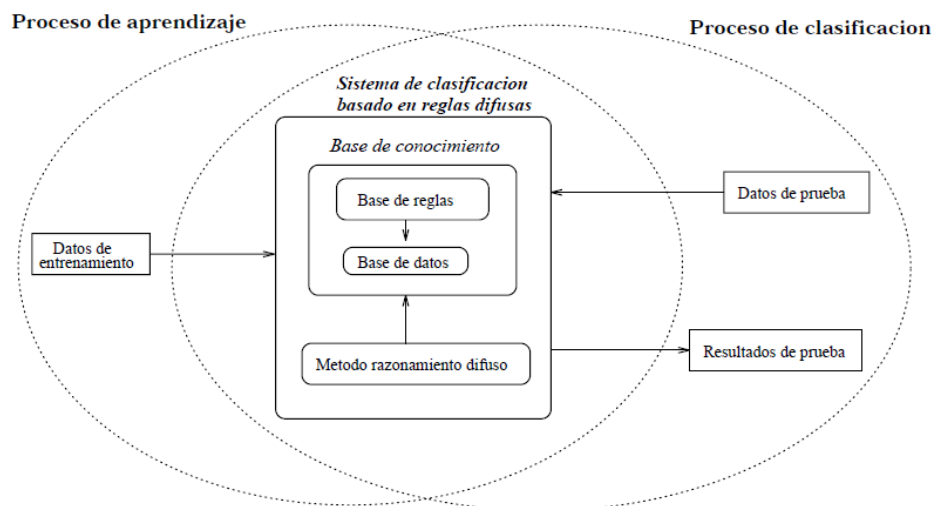 Proceso de aprendizaje
Proceso de clasificacion
Sistema de clasificacion
basado en reglas difusas
Base de conocimiento
Base de reglas
Datos de prueba
Datos de
entrenamiento
Base de datos
Metodo razonamiento difuso
Resultados de prueba